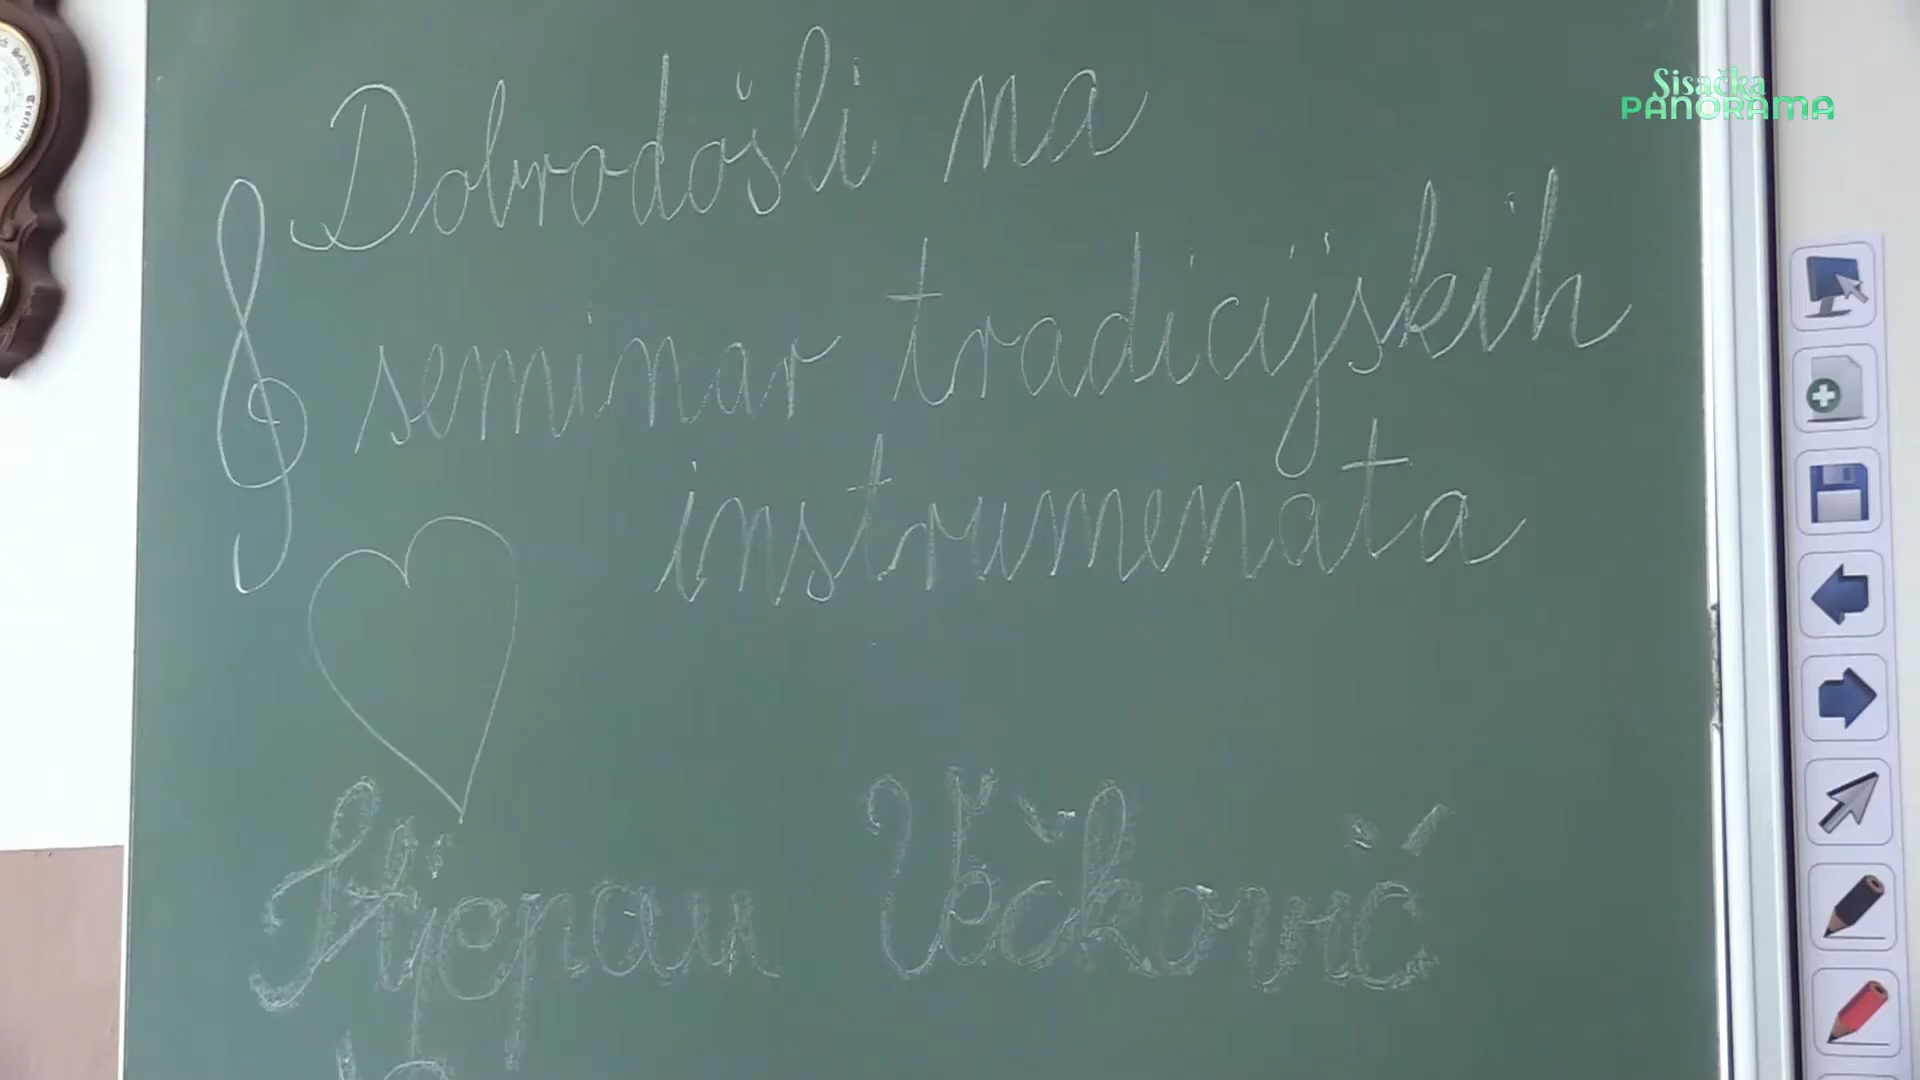 Sisačka
PANORAMA
Dobrodošli na
seminar tradicijskih
instrumenata
Stjepan Večković